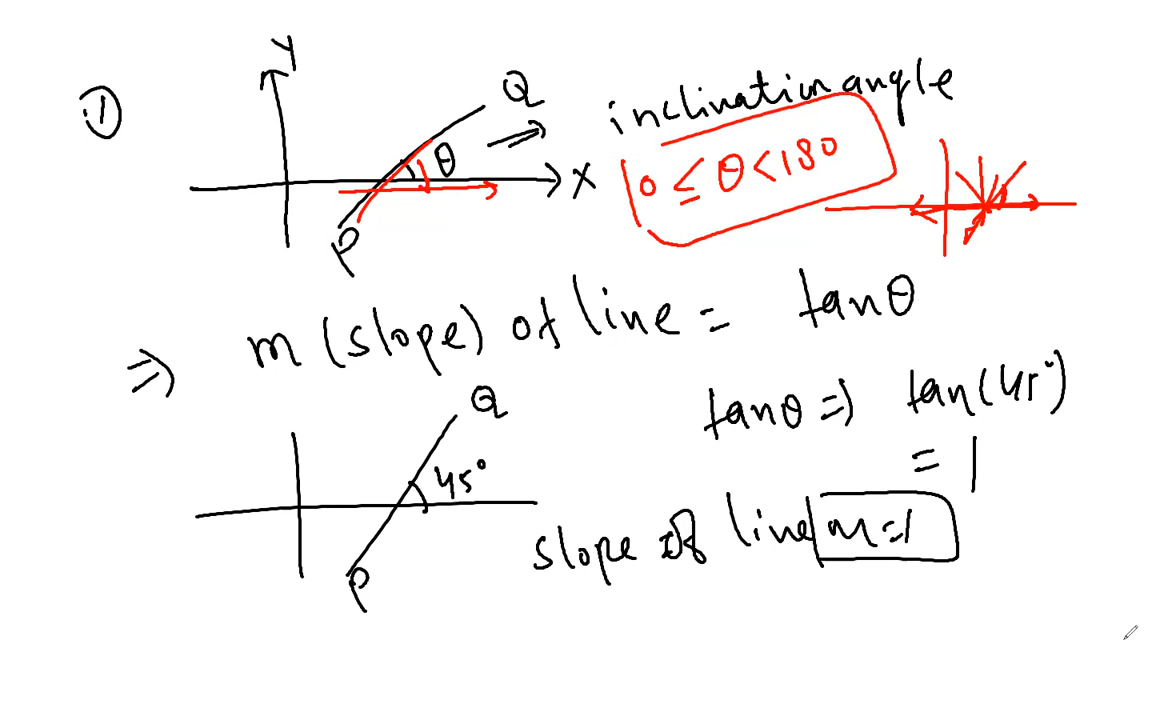 ①
Y
Q
θ ⇒ inclination angle
X
0 ≤ θ < 180
P
⇒ m (slope) of line = tanθ
Q
45°
P
tanθ ⇒ tan(45°)
= 1
slope of line m=1